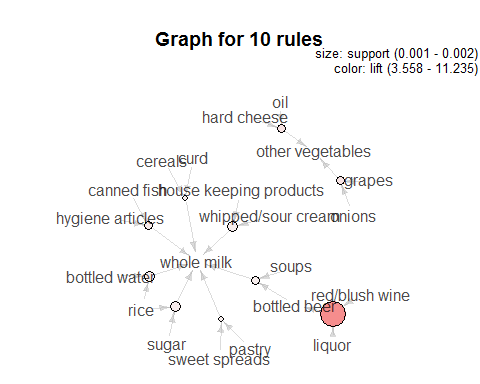 Graph for 10 rules
size: support (0.001 - 0.002)
color: lift (3.558 - 11.235)
oil
hard cheese
other vegetables
curd
cereals
canned fish
house keeping products
grapes
hygiene articles
whipped/sour cream
onions
whole milk
soups
bottled water
red/blush wine
bottled beer
rice
liquor
sugar
pastry
sweet spreads